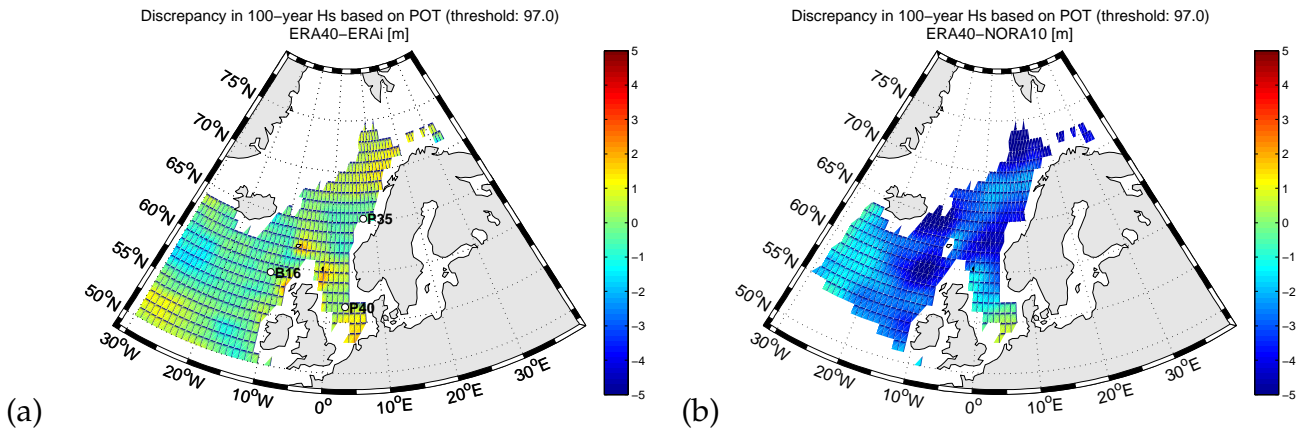 Discrepancy in 100−year Hs based on POT (threshold: 97.0)
ERA40−ERAi [m]
75°N
70°N
65°N
60°N
55°N
50°N
30°W
20°W
10°W
0°
10°E
20°E
30°E
P35
B16
P40
5
4
3
2
1
0
−1
−2
−3
−4
−5
(a)
Discrepancy in 100−year Hs based on POT (threshold: 97.0)
ERA40−NORA10 [m]
75°N
70°N
65°N
60°N
55°N
50°N
30°W
20°W
10°W
0°
10°E
20°E
30°E
5
4
3
2
1
0
−1
−2
−3
−4
−5
(b)